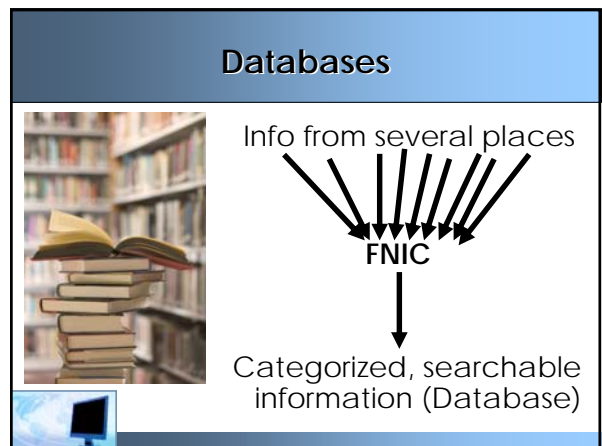 Databases
Info from several places
FNIC
Categorized, searchable
information (Database)